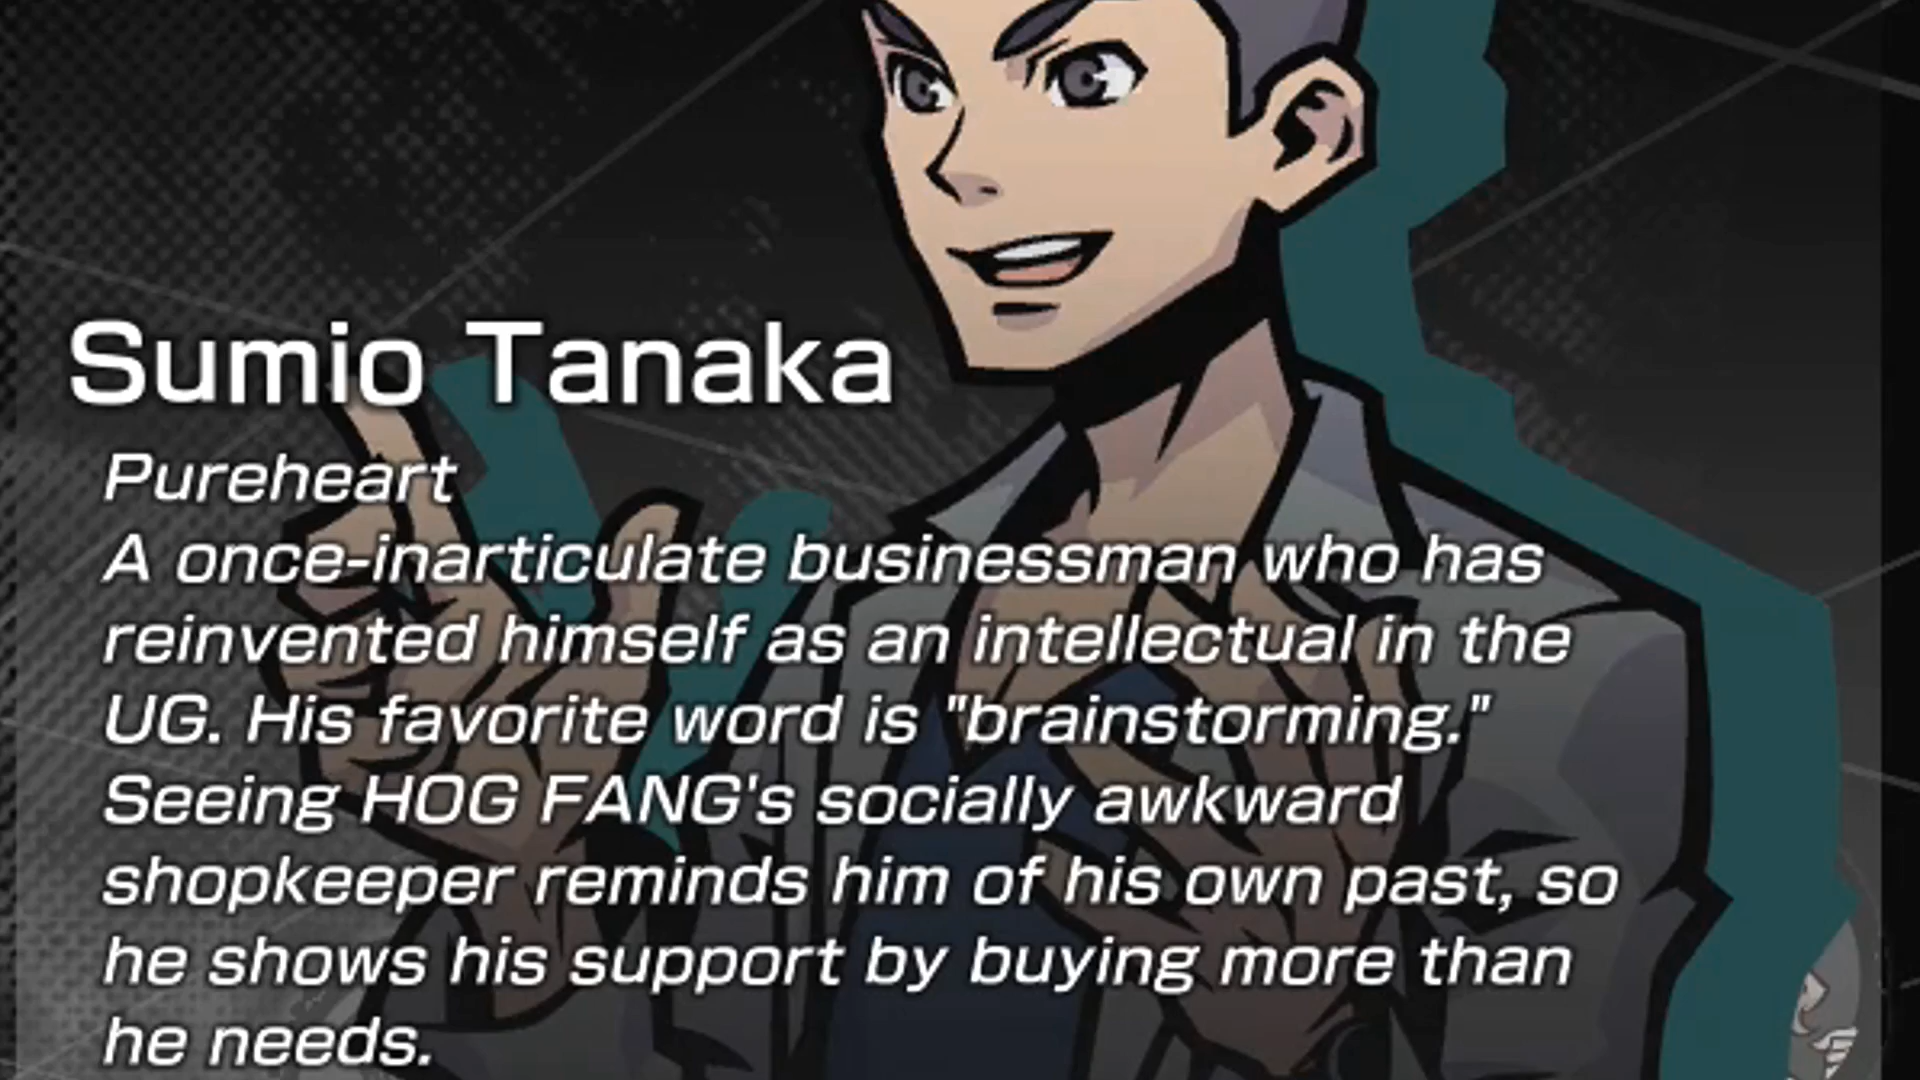 Sumio Tanaka
Pureheart
A once-inarticulate businessman who has
reinvented himself as an intellectual in the
UG. His favorite word is "brainstorming."
Seeing HOG FANG's socially awkward
shopkeeper reminds him of his own past, so
he shows his support by buying more than
he needs.